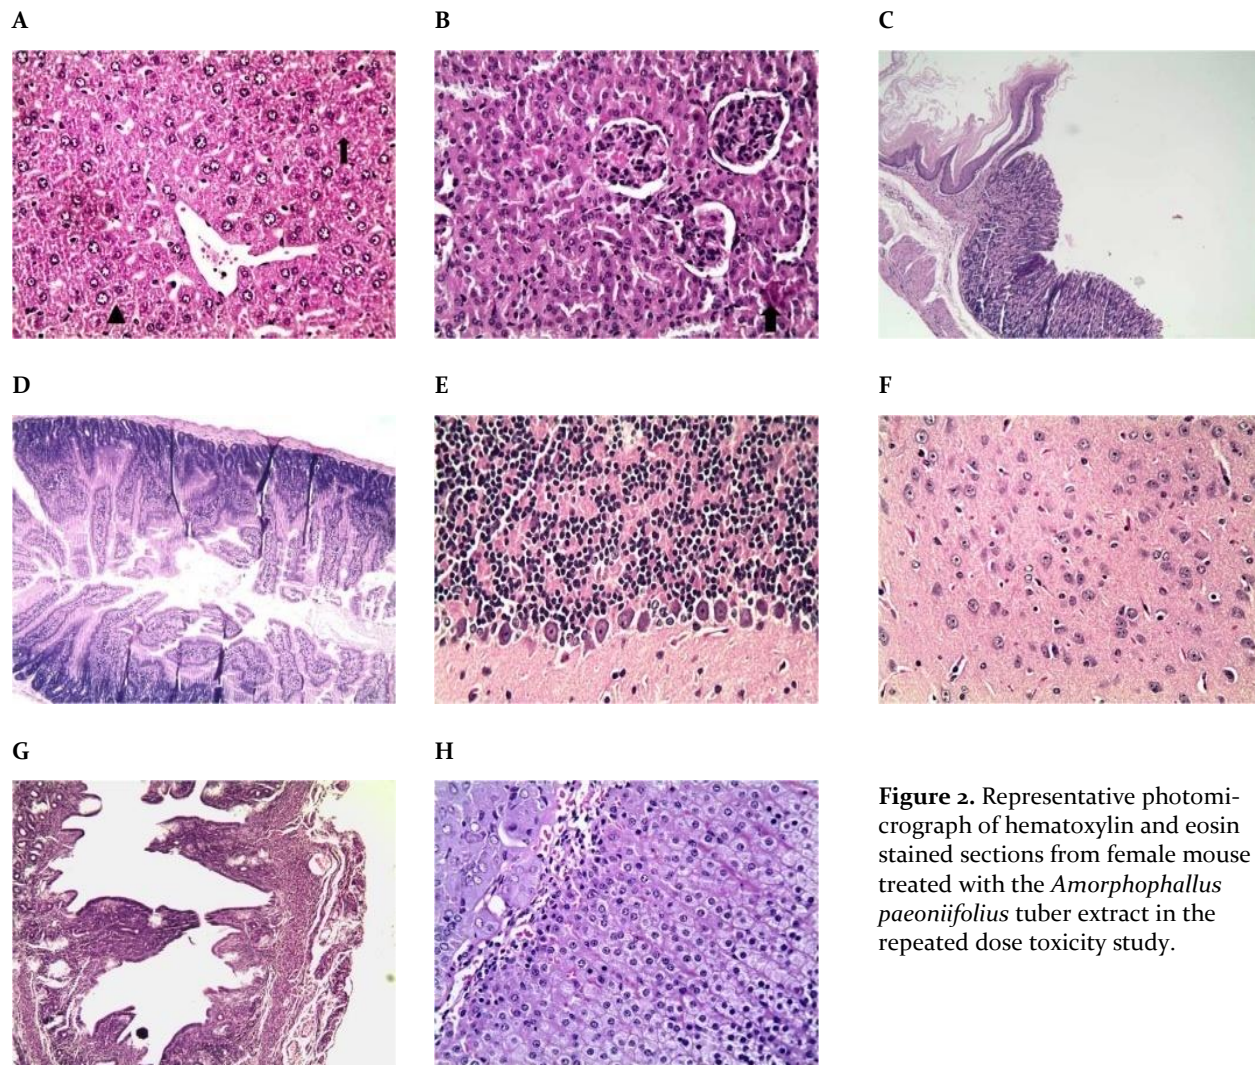 A
B
C
D
E
F
G
H
Figure 2. Representative photomi-
crograph of hematoxylin and eosin
stained sections from female mouse
treated with the Amorphophallus
paeoniifolius tuber extract in the
repeated dose toxicity study.